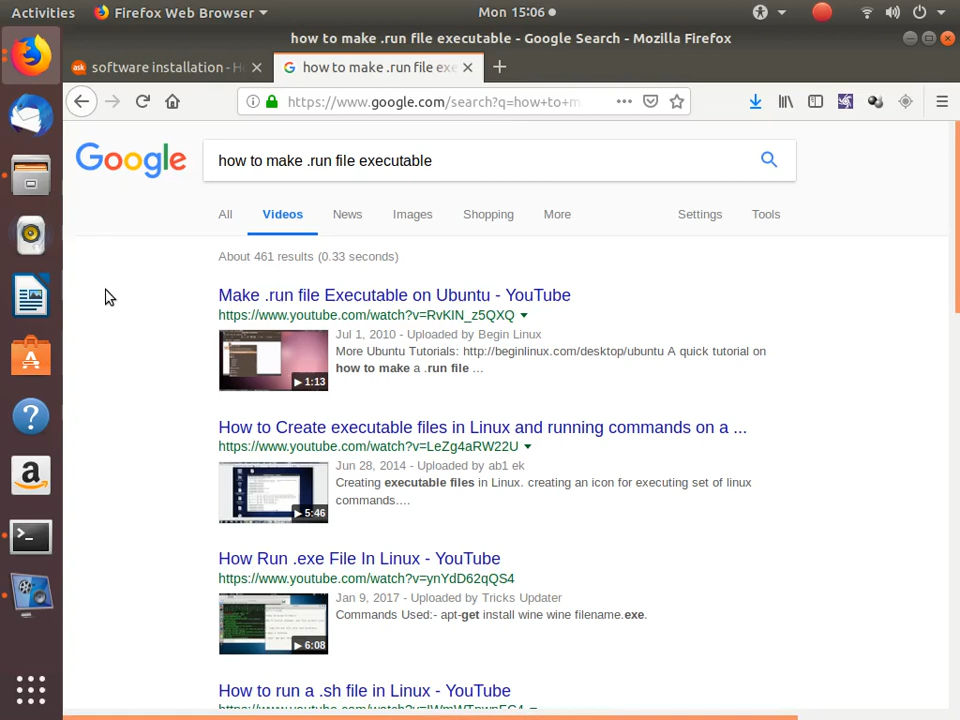 Activities
Firefox Web Browser
Mon 15:06
how to make .run file executable - Google Search - Mozilla Firefox
ask
software installation - H
G
how to make .run file exe
https://www.google.com/search?q=how+to+m
Google
how to make .run file executable
All
Videos
News
Images
Shopping
More
Settings
Tools
About 461 results (0.33 seconds)
Make .run file Executable on Ubuntu - YouTube
https://www.youtube.com/watch?v=RvKIN_z5QXQ
Jul 1, 2010 - Uploaded by Begin Linux
More Ubuntu Tutorials: http://beginlinux.com/desktop/ubuntu A quick tutorial on
how to make a .run file ...
1:13
How to Create executable files in Linux and running commands on a ...
https://www.youtube.com/watch?v=LeZg4aRW22U
Jun 28, 2014 - Uploaded by ab1 ek
Creating executable files in Linux. creating an icon for executing set of linux
commands....
5:46
How Run .exe File In Linux - YouTube
https://www.youtube.com/watch?v=ynYdD62qQS4
Jan 9, 2017 - Uploaded by Tricks Updater
Commands Used:- apt-get install wine wine filename.exe.
6:08
How to run a .sh file in Linux - YouTube